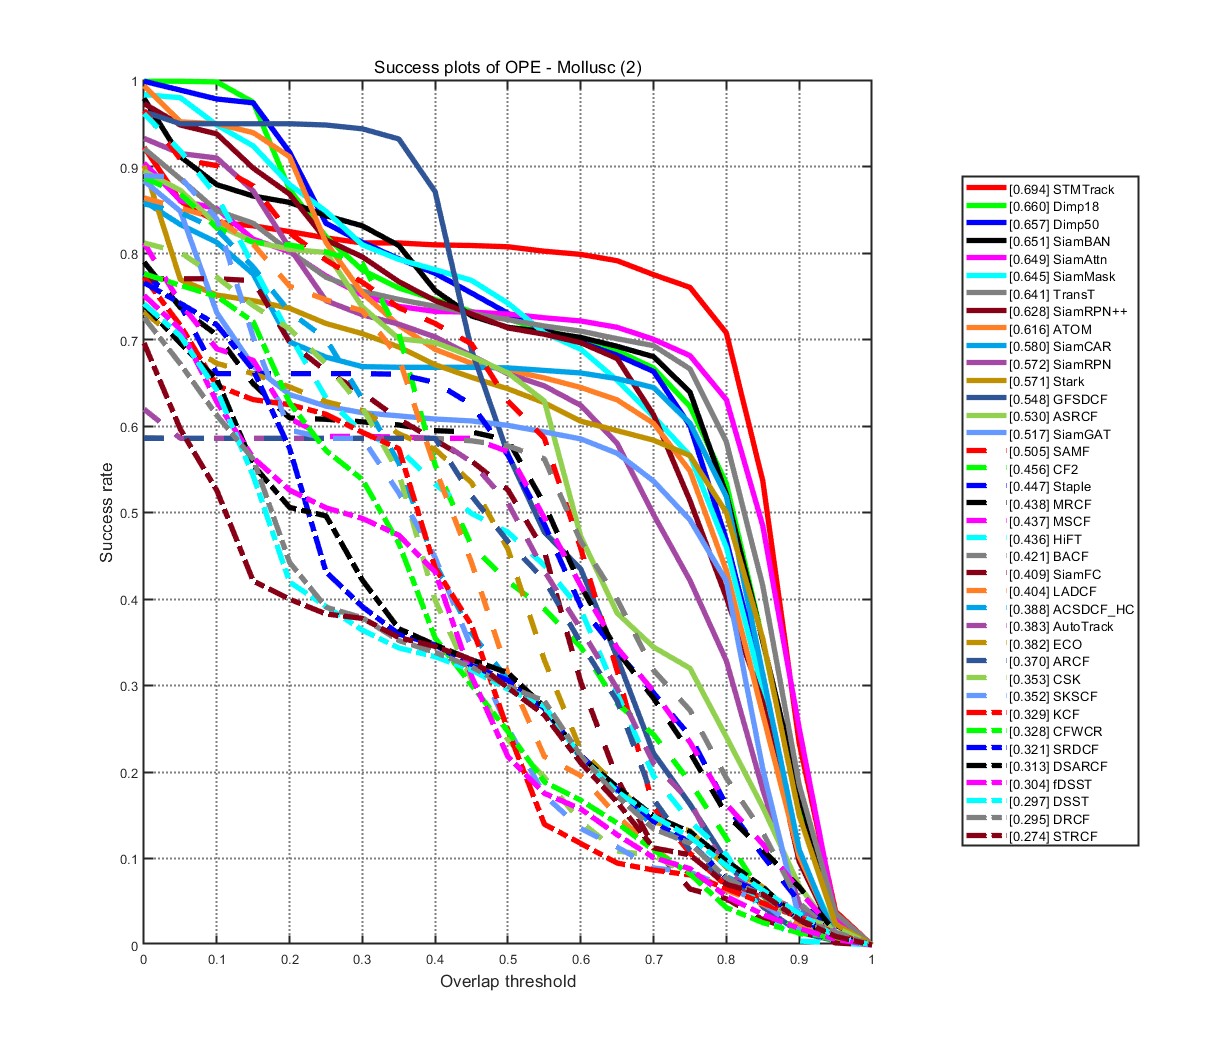 Success plots of OPE - Mollusc (2)
Success rate
1
0.9
0.8
0.7
0.6
0.5
0.4
0.3
0.2
0.1
0
0 0.1 0.2 0.3 0.4 0.5 0.6 0.7 0.8 0.9 1
Overlap threshold
[0.694] STMTrack
[0.660] Dimp18
[0.657] Dimp50
[0.651] SiamBAN
[0.649] SiamAttn
[0.645] SiamMask
[0.641] TransT
[0.628] SiamRPN++
[0.616] ATOM
[0.580] SiamCAR
[0.572] SiamRPN
[0.571] Stark
[0.548] GFSDCF
[0.530] ASRCF
[0.517] SiamGAT
[0.505] SAMF
[0.456] CF2
[0.447] Staple
[0.438] MRCF
[0.437] MSCF
[0.436] HiFT
[0.421] BACF
[0.409] SiamFC
[0.404] LADCF
[0.388] ACSDCF_HC
[0.383] AutoTrack
[0.382] ECO
[0.370] ARCF
[0.353] CSK
[0.352] SKSCF
[0.329] KCF
[0.328] CFWCR
[0.321] SRDCF
[0.313] DSARCF
[0.304] fDSST
[0.297] DSST
[0.295] DRCF
[0.274] STRCF